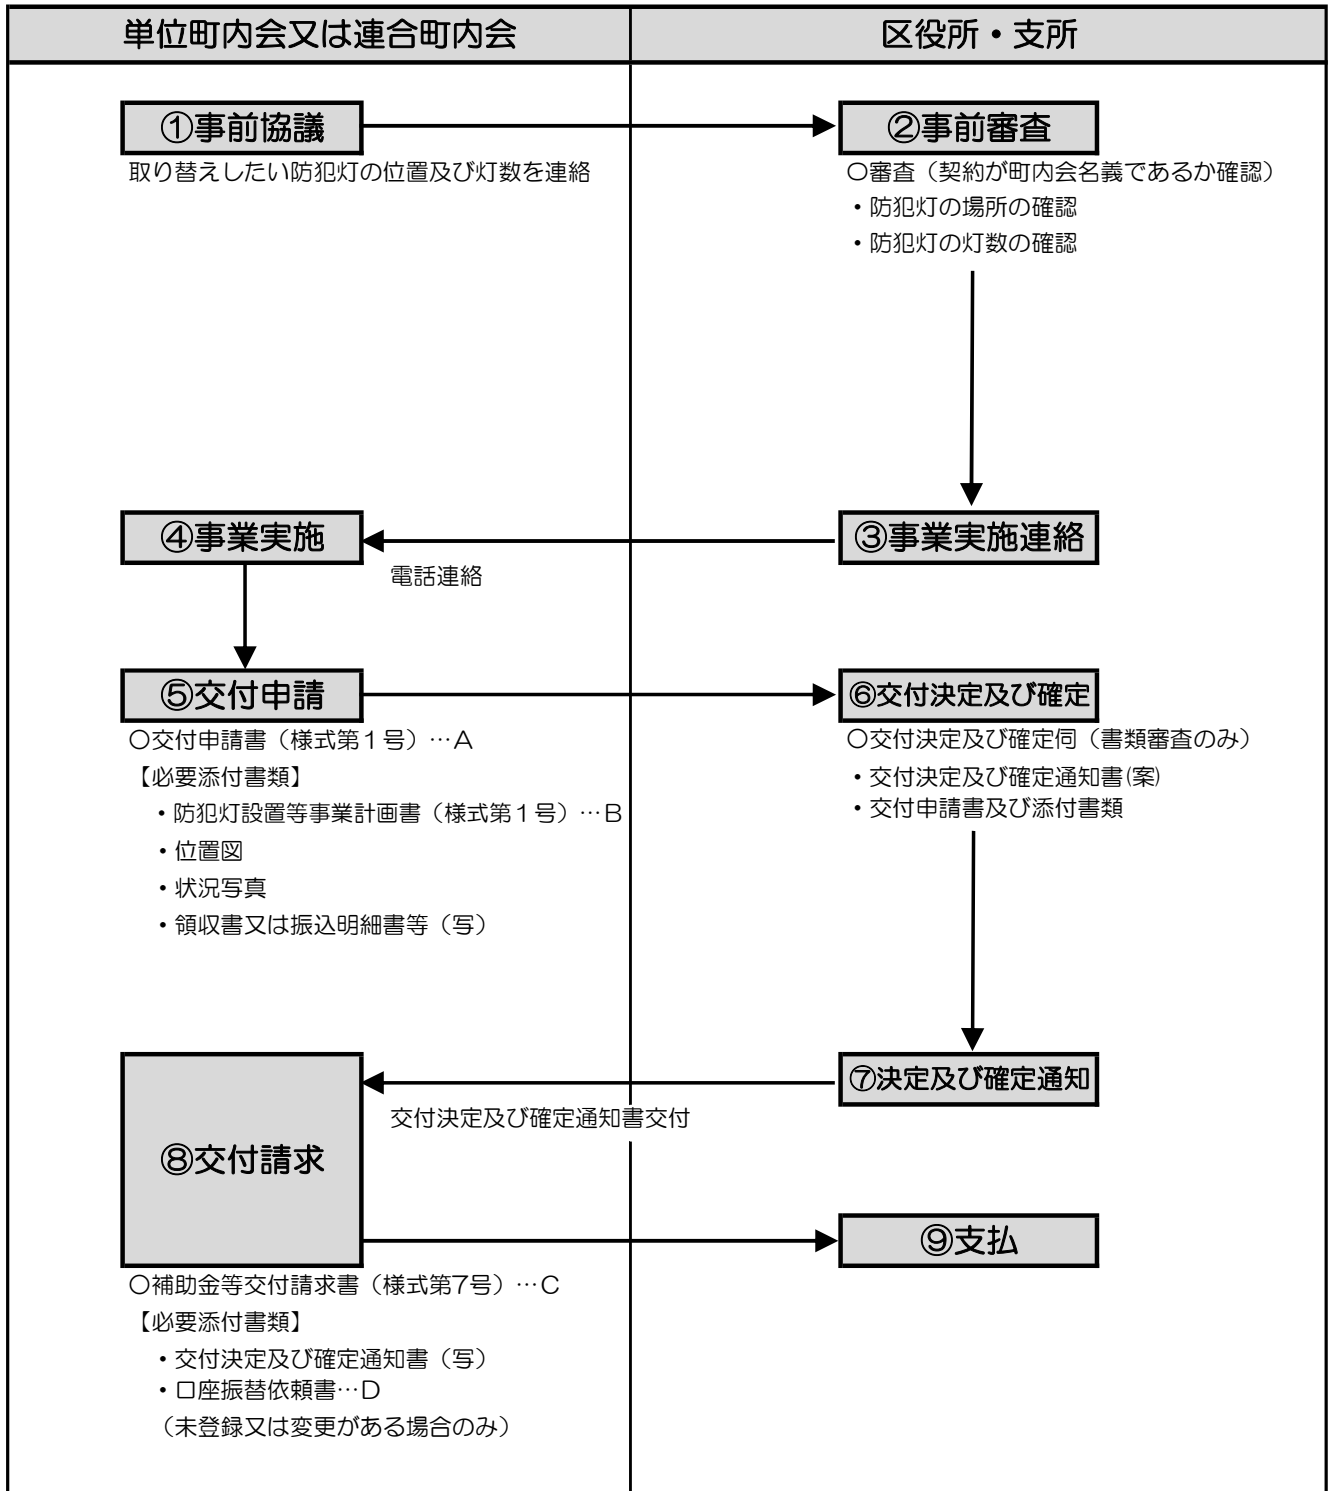 単位町内会又は連合町内会
区役所・支所
①事前協議
②事前審査
取り替えしたい防犯灯の位置及び灯数を連絡
〇審査（契約が町内会名義であるか確認）
・防犯灯の場所の確認
・防犯灯の灯数の確認
④事業実施
③事業実施連絡
電話連絡
⑤交付申請
⑥交付決定及び確定
〇交付申請書（様式第１号）…A
【必要添付書類】
・防犯灯設置等事業計画書（様式第１号）…B
・位置図
・状況写真
・領収書又は振込明細書等（写）
〇交付決定及び確定伺（書類審査のみ）
・交付決定及び確定通知書(案)
・交付申請書及び添付書類
⑦決定及び確定通知
交付決定及び確定通知書交付
⑧交付請求
⑨支払
〇補助金等交付請求書（様式第7号）…C
【必要添付書類】
・交付決定及び確定通知書（写）
・口座振替依頼書…D
（未登録又は変更がある場合のみ）